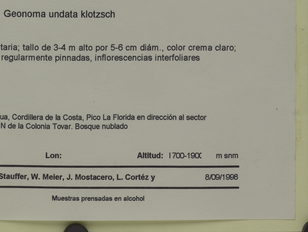 Geonoma undata klotzsch
taria; tallo de 3-4 m alto por 5-6 cm diám., color crema claro;
regularmente pinnadas, inflorescencias interfoliares
ua, Cordillera de la Costa, Pico La Florida en dirección al sector
N de la Colonia Tovar. Bosque nublado
Lon: Altitud: 1700-190 m snm
Stauffer, W. Meier, J. Mostacero, L. Cortéz y 8/09/1998
Muestras prensadas en alcohol